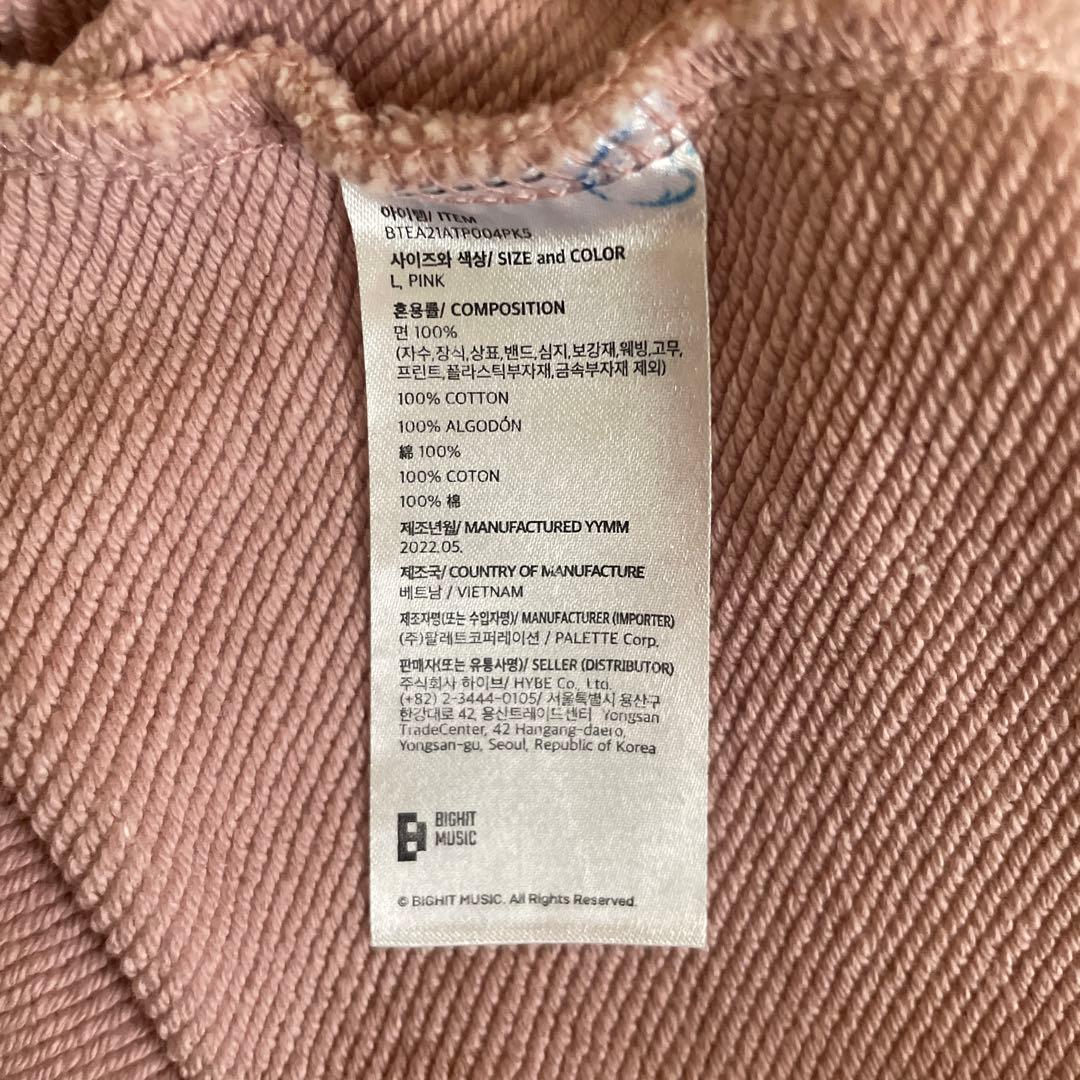 아이템/ ITEM
BTEA21ATP004PK5
사이즈와 색상/ SIZE and COLOR
L, PINK
혼용률/ COMPOSITION
면 100%
(자수,장식,상표,밴드,심지,보강재,웨빙,고무,
프린트,플라스틱부자재,금속부자재 제외)
100% COTTON
100% ALGODÓN
綿 100%
100% COTON
100% 棉
제조년월/ MANUFACTURED YYMM
2022.05.
제조국/ COUNTRY OF MANUFACTURE
베트남 / VIETNAM
제조자명(또는 수입자명)/ MANUFACTURER (IMPORTER)
(주)팔레트코퍼레이션 / PALETTE Corp.
판매자(또는 유통사명)/ SELLER (DISTRIBUTOR)
주식회사 하이브/ HYBE Co., Ltd.
(+82) 2-3444-0105/ 서울특별시 용산구
한강대로 42, 용산트레이드센터 Yongsan
TradeCenter, 42 Hangang-daero,
Yongsan-gu, Seoul, Republic of Korea
BIGHIT
MUSIC
© BIGHIT MUSIC. All Rights Reserved.